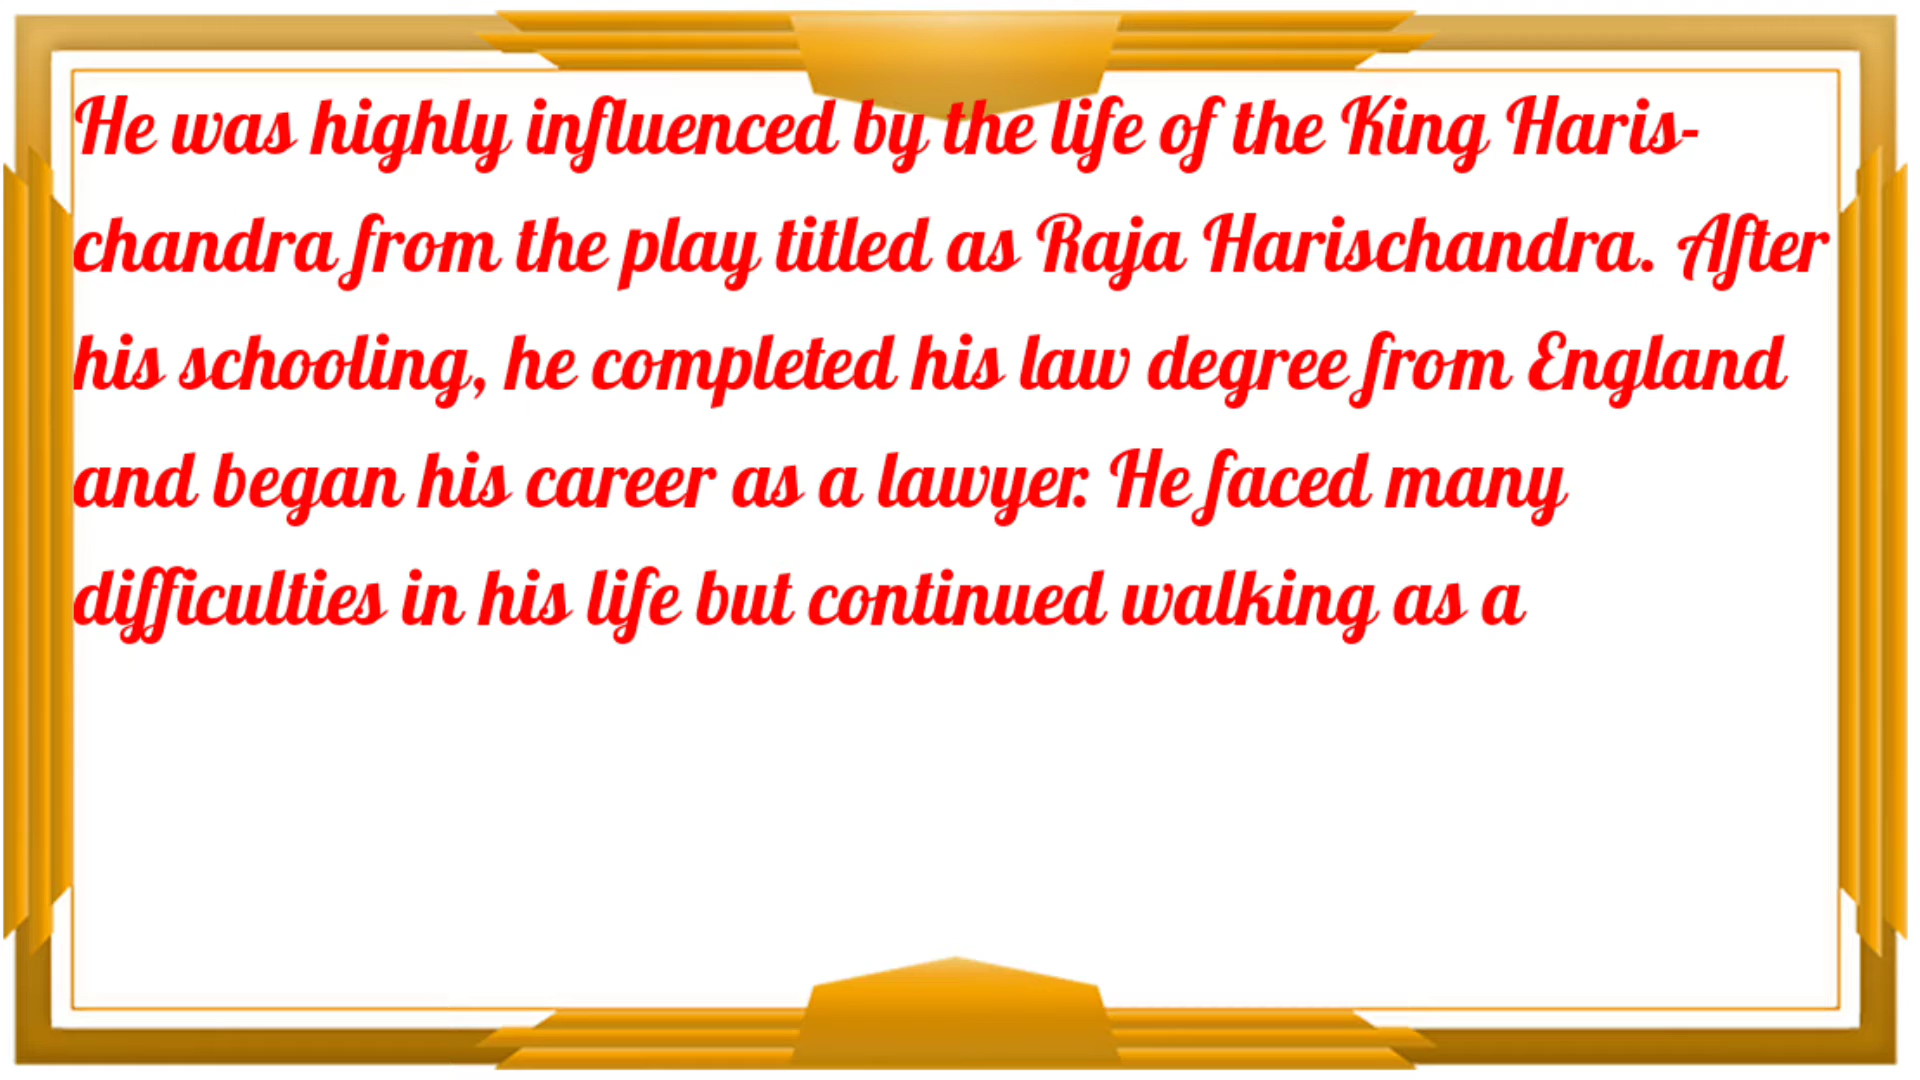 He was highly influenced by the life of the King Haris-
chandra from the play titled as Raja Harischandra. After
his schooling, he completed his law degree from England
and began his career as a lawyer. He faced many
difficulties in his life but continued walking as a